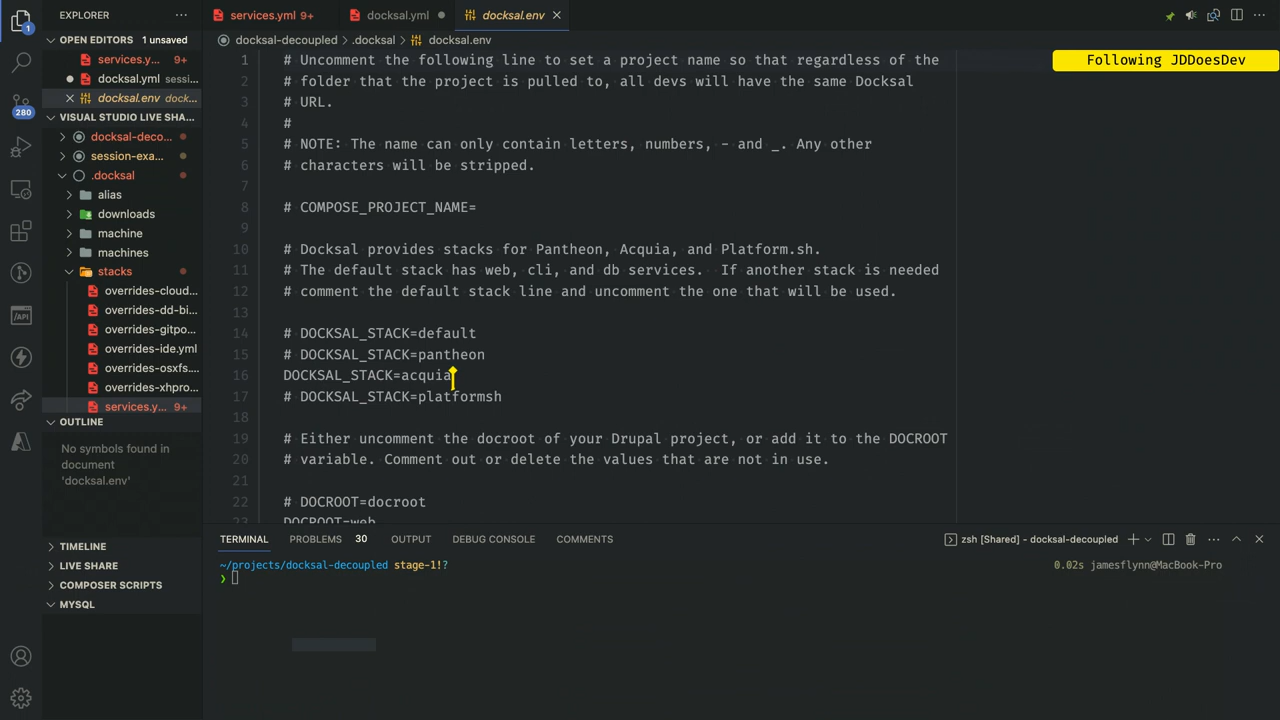 EXPLORER
services.yml 9+
docksal.yml
docksal.env
OPEN EDITORS 1 unsaved
services.y... 9+
docksal.yml sessi...
docksal.env dock...
VISUAL STUDIO LIVE SHA...
docksal-deco...
session-exa...
.docksal
alias
downloads
machine
machines
stacks
overrides-cloud...
overrides-dd-bi...
overrides-gitpo...
overrides-ide.yml
overrides-osxfs...
overrides-xhpro...
services.y... 9+
OUTLINE
No symbols found in
document
'docksal.env'
TIMELINE
LIVE SHARE
COMPOSER SCRIPTS
MYSQL
1
280
API
docksal-decoupled > .docksal > docksal.env
Following JDDoesDev
1 # Uncomment the following line to set a project name so that regardless of the
2 # folder that the project is pulled to, all devs will have the same Docksal
3 # URL.
4 #
5 # NOTE: The name can only contain letters, numbers, - and _. Any other
6 # characters will be stripped.
7
8 # COMPOSE_PROJECT_NAME=
9
10 # Docksal provides stacks for Pantheon, Acquia, and Platform.sh.
11 # The default stack has web, cli, and db services. If another stack is needed
12 # comment the default stack line and uncomment the one that will be used.
13
14 # DOCKSAL_STACK=default
15 # DOCKSAL_STACK=pantheon
16 DOCKSAL_STACK=acquia
17 # DOCKSAL_STACK=platformsh
18
19 # Either uncomment the docroot of your Drupal project, or add it to the DOCROOT
20 # variable. Comment out or delete the values that are not in use.
21
22 # DOCROOT=docroot
23 DOCROOT=web
TERMINAL PROBLEMS 30 OUTPUT DEBUG CONSOLE COMMENTS
zsh [Shared] - docksal-decoupled
~/projects/docksal-decoupled stage-1!?
0.02s jamesflynn@MacBook-Pro
❯